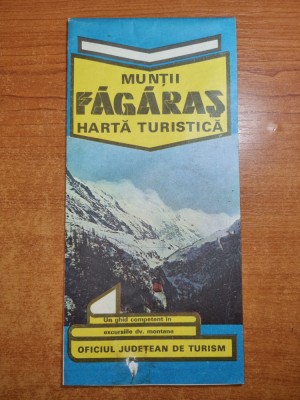 MUNȚII
FĂGĂRAȘ
HARTĂ TURISTICĂ
Un ghid competent în
excursiile dv. montane
OFICIUL JUDEȚEAN DE TURISM